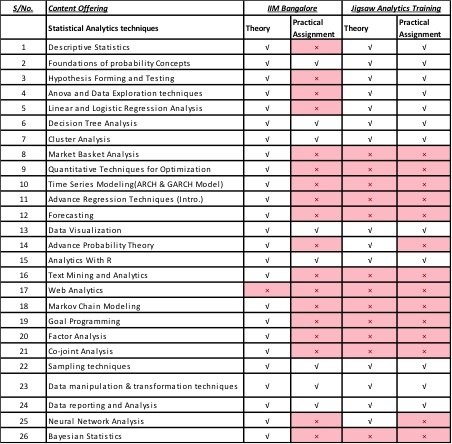 S/No. Content Offering IIM Bangalore Jigsaw Analytics Training
Statistical Analytics techniques Theory Practical Assignment Theory Practical Assignment
1 Descriptive Statistics √ × √ √
2 Foundations of probability Concepts √ √ √ √
3 Hypothesis Forming and Testing √ × √ √
4 Anova and Data Exploration techniques √ × √ √
5 Linear and Logistic Regression Analysis √ × √ √
6 Decision Tree Analysis √ √ √ √
7 Cluster Analysis √ √ √ √
8 Market Basket Analysis √ × × ×
9 Quantitative Techniques for Optimization √ × × ×
10 Time Series Modeling(ARCH & GARCH Model) √ × × ×
11 Advance Regression Techniques (Intro.) √ × × ×
12 Forecasting √ × × ×
13 Data Visualization √ √ √ √
14 Advance Probability Theory √ × √ ×
15 Analytics With R √ √ √ √
16 Text Mining and Analytics √ × × ×
17 Web Analytics × × × ×
18 Markov Chain Modeling √ × × ×
19 Goal Programming √ × × ×
20 Factor Analysis √ × × ×
21 Co-joint Analysis √ × × ×
22 Sampling techniques √ √ √ √
23 Data manipulation & transformation techniques √ √ √ √
24 Data reporting and Analysis √ √ √ √
25 Neural Network Analysis √ × √ ×
26 Bayesian Statistics √ × × ×